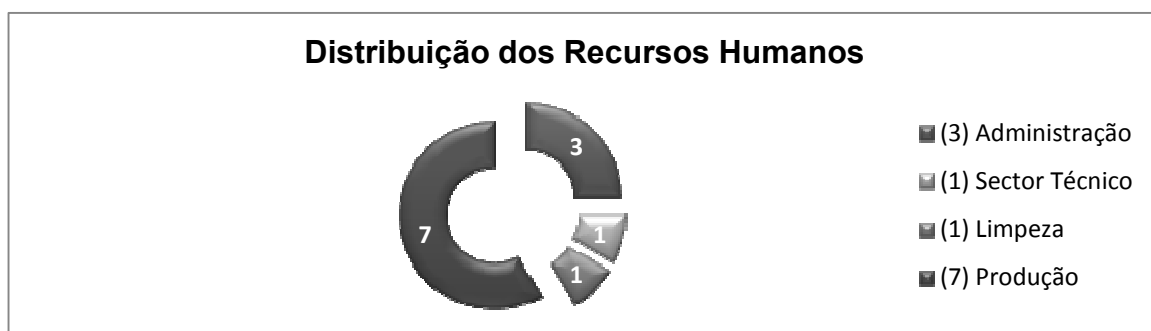 Distribuição dos Recursos Humanos
3
7
1
1
(3) Administração
(1) Sector Técnico
(1) Limpeza
(7) Produção